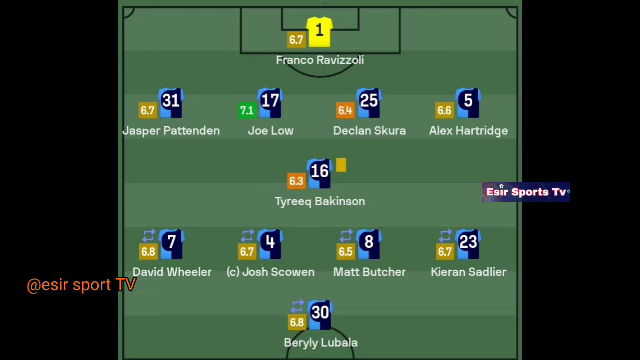 1
6.7
Franco Ravizzoli
31 17 25 5
6.7 7.1 6.4 6.6
Jasper Pattenden Joe Low Declan Skura Alex Hartridge
16
6.3
Tyreeq Bakinson
Esir Sports Tv
7 4 8 23
6.8 6.7 6.5 6.7
David Wheeler (c) Josh Scowen Matt Butcher Kieran Sadlier
@esir sport TV
30
6.8
Beryly Lubala